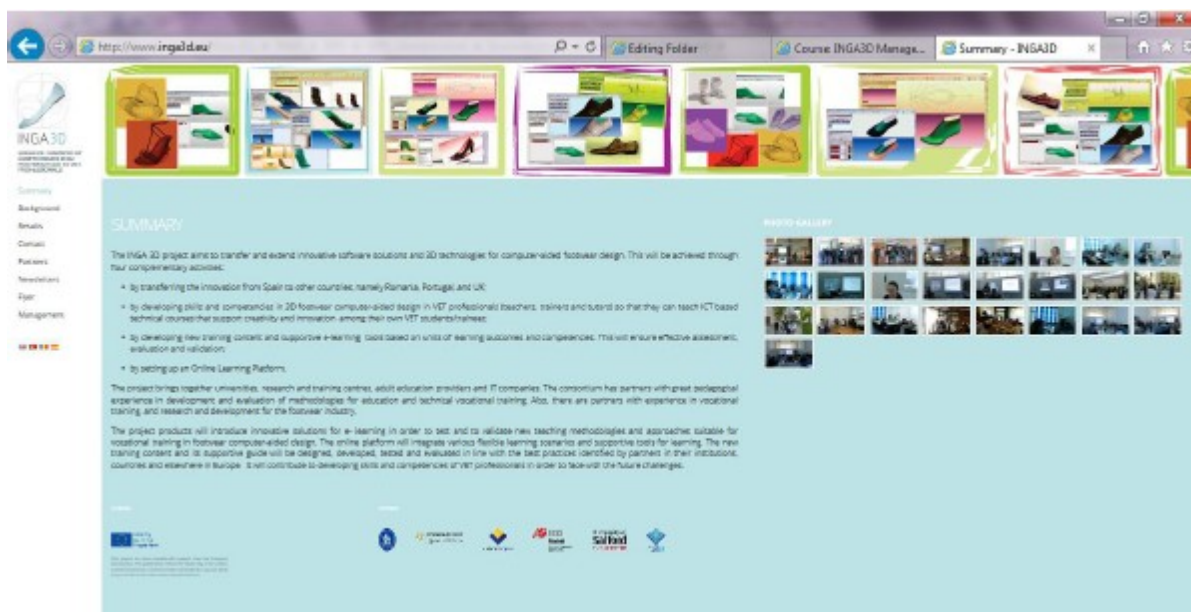 http://www.inga3d.eu/
Editing Folder
Course INGA3D Manage...
Summary - INGA3D
INGA3D
Summary
Background
Results
Contact
Partners
Newsletters
Flyer
Management
SUMMARY
PHOTO GALLERY
The INGA 3D project aims to transfer and extend innovative software solutions and 3D technologies for computer-aided footwear design. This will be achieved through
four complementary activities:
by transferring the innovation from Spain to other countries, namely Romania, Portugal and UK;
by developing skills and competencies in 3D footwear computer-aided design in VET professionals (teachers, trainers and tutors) so that they can teach ICT based
technical courses that support creativity and innovation among their own VET students/trainees;
by developing new training content and supportive e-learning tools based on units of learning outcomes and competences. This will ensure effective assessment,
evaluation and validation;
by setting up an Online Learning Platform.
The project brings together universities, research and training centres, adult education providers and IT companies. The consortium has partners with great pedagogical
experience in development and evaluation of methodologies for education and technical vocational training. Also, there are partners with experience in vocational
training, and research and development for the footwear industry.
The project products will introduce innovative solutions for e-learning in order to test and to validate new teaching methodologies and approaches suitable for
vocational training in footwear computer-aided design. The online platform will integrate various flexible learning scenarios and supportive tools for learning. The new
training content and its supportive guide will be designed, developed, tested and evaluated in line with the best practices identified by partners in their institutions,
countries and elsewhere in Europe. It will contribute to developing skills and competencies of VET professionals in order to face with the future challenges.
Salford